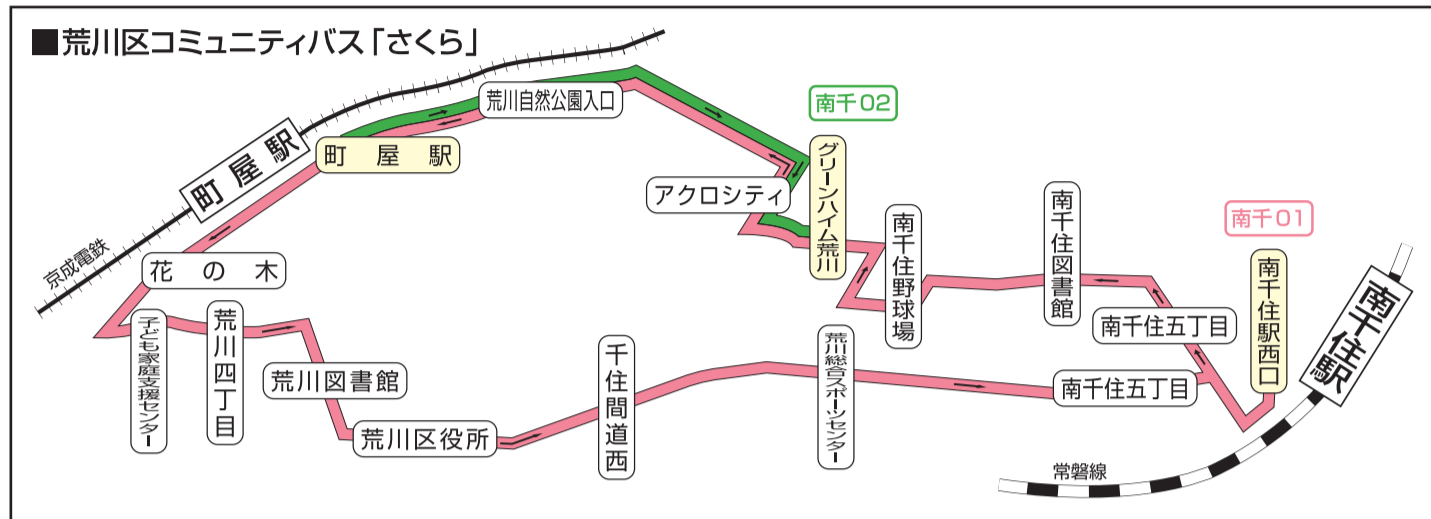 ■荒川区コミュニティバス「さくら」
荒川自然公園入口
南千02
町屋駅
町屋駅
グリーンハイム荒川
アクロシティ
南千住野球場
南千住図書館
南千01
南千住駅西口
南千住駅
京成電鉄
花の木
南千住五丁目
子ども家庭支援センター
荒川四丁目
荒川図書館
千住間道西
荒川総合スポーツセンター
南千住五丁目
荒川区役所
常磐線